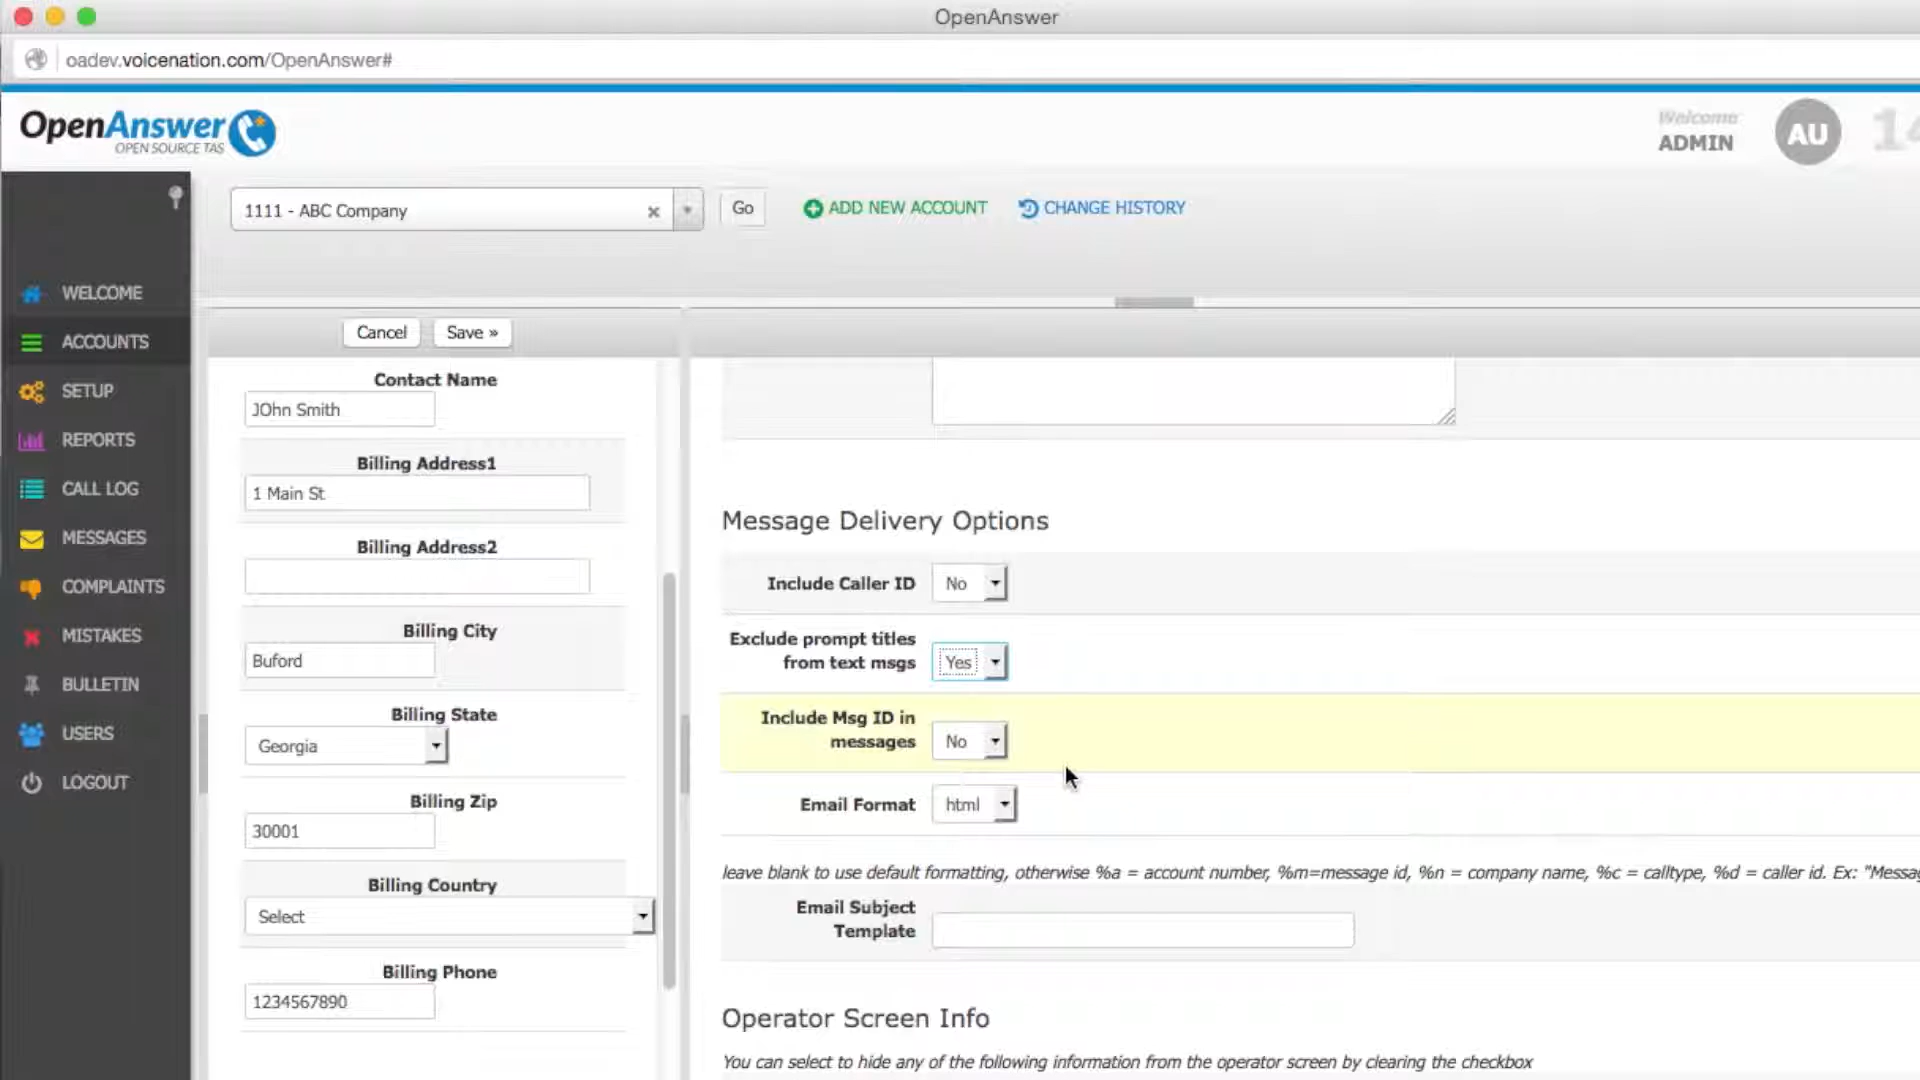 OpenAnswer
oadev.voicenation.com/OpenAnswer#
OpenAnswer
OPEN SOURCE TAS
Welcome
ADMIN
AU
14
1111 - ABC Company
Go
ADD NEW ACCOUNT
CHANGE HISTORY
WELCOME
ACCOUNTS
SETUP
REPORTS
CALL LOG
MESSAGES
COMPLAINTS
MISTAKES
BULLETIN
USERS
LOGOUT
Cancel
Save »
Contact Name
JOhn Smith
Billing Address1
1 Main St
Billing Address2
Billing City
Buford
Billing State
Georgia
Billing Zip
30001
Billing Country
Select
Billing Phone
1234567890
Message Delivery Options
Include Caller ID
No
Exclude prompt titles
from text msgs
Yes
Include Msg ID in
messages
No
Email Format
html
leave blank to use default formatting, otherwise %a = account number, %m=message id, %n = company name, %c = calltype, %d = caller id. Ex: "Messag
Email Subject
Template
Operator Screen Info
You can select to hide any of the following information from the operator screen by clearing the checkbox